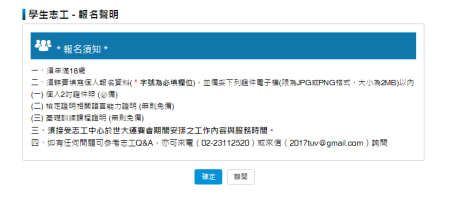 學生志工 - 報名聲明
* 報名須知 *
一、須年滿18歲
二、須詳實填寫個人報名資料( * 字號為必填欄位)，並備妥下列證件電子檔(限為JPG或PNG格式，大小為2MB)以內
(一) 個人2吋證件照 (必備)
(二) 檢定證明相關語言能力證明 (無則免備)
(三) 基礎訓練課程證明 (無則免備)
三、須接受志工中心於世大運賽會期間安排之工作內容與服務時間。
四、如有任何問題可參考志工Q&A，亦可來電 ( 02-23112520 ) 或來信 ( 2017tuv@gmail.com ) 詢問
確定 離開